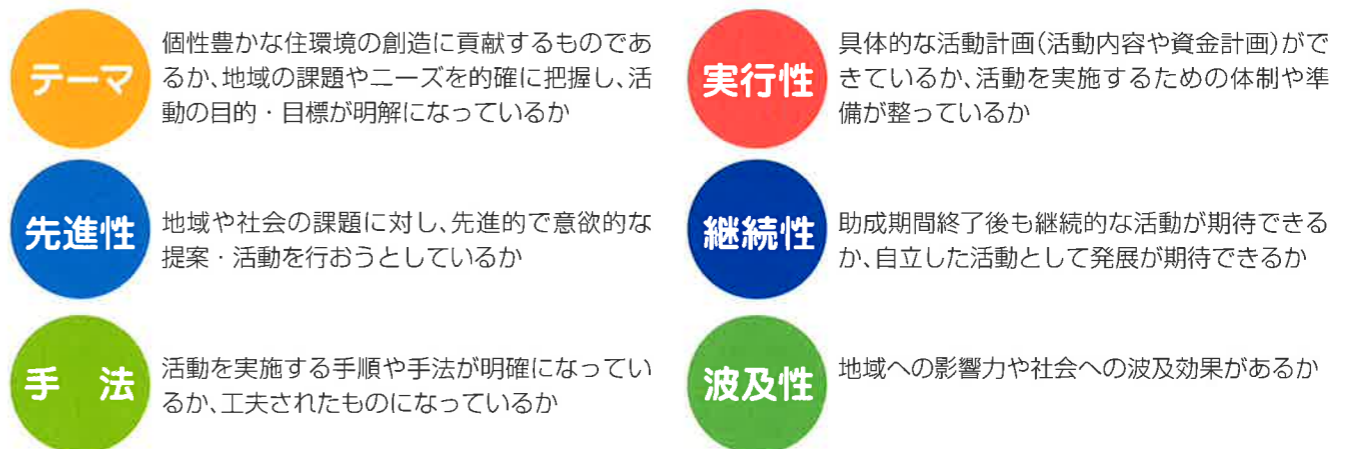 テーマ
個性豊かな住環境の創造に貢献するものであ
るか、地域の課題やニーズを的確に把握し、活
動の目的・目標が明解になっているか
先進性
地域や社会の課題に対し、先進的で意欲的な
提案・活動を行おうとしているか
手 法
活動を実施する手順や手法が明確になってい
るか、工夫されたものになっているか
実行性
具体的な活動計画(活動内容や資金計画)がで
きているか、活動を実施するための体制や準
備が整っているか
継続性
助成期間終了後も継続的な活動が期待できる
か、自立した活動として発展が期待できるか
波及性
地域への影響力や社会への波及効果があるか